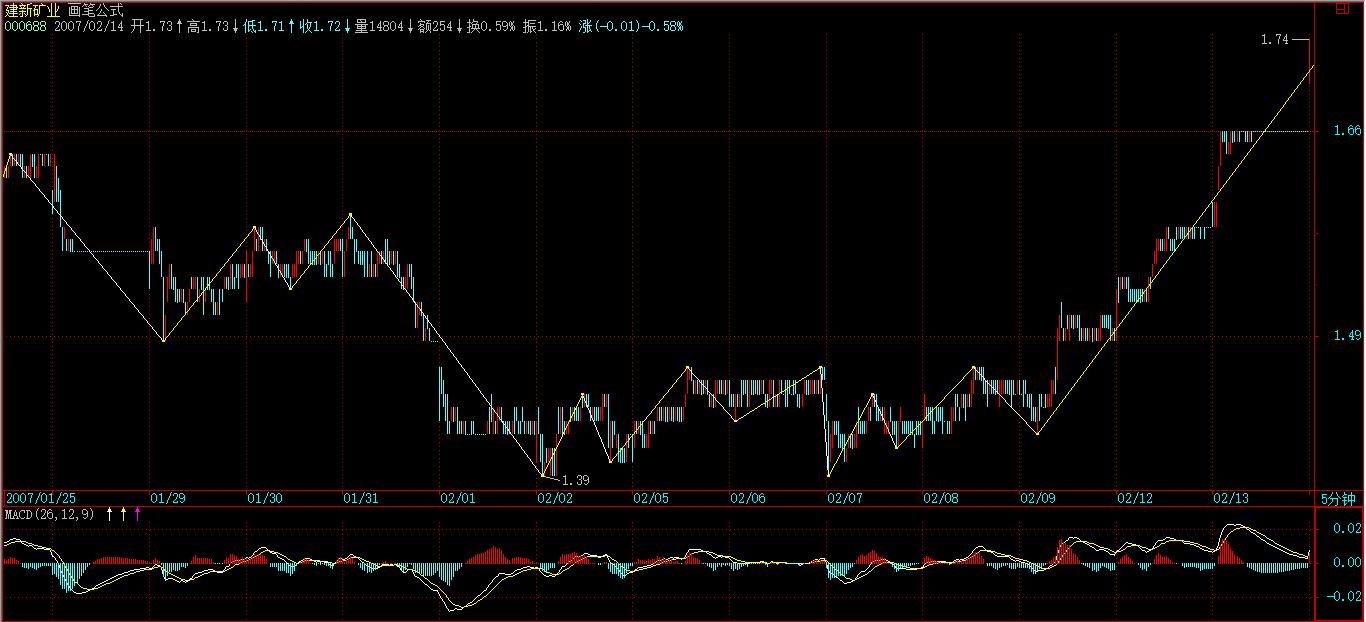 建新矿业 画笔公式
000688 2007/02/14 开1.73↑高1.73↓低1.71↑收1.72↓量14804↓额254↓换0.59% 振1.16% 涨(-0.01)-0.58%
1.74
1.66
1.49
1.39
2007/01/25 01/29 01/30 01/31 02/01 02/02 02/05 02/06 02/07 02/08 02/09 02/12 02/13 5分钟
MACD(26,12,9) ↑ ↑ ↑
0.02
0.00
-0.02